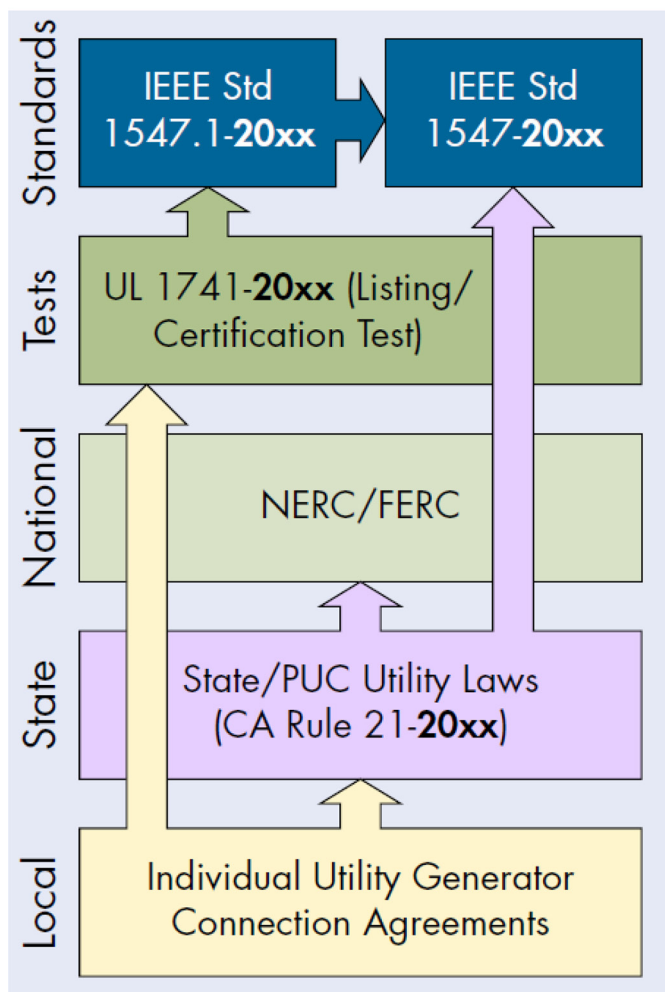 Standards
IEEE Std
1547.1-20xx
IEEE Std
1547-20xx
Tests
UL 1741-20xx (Listing/
Certification Test)
National
NERC/FERC
State
State/PUC Utility Laws
(CA Rule 21-20xx)
Local
Individual Utility Generator
Connection Agreements